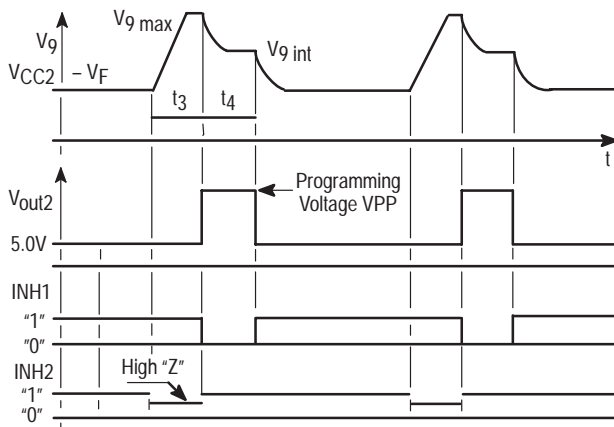 V9
V9 max
V9 int
VCC2 – VF
t3
t4
t
Vout2
Programming
Voltage VPP
5.0V
INH1
“1”
"0"
INH2
High “Z”
“1”
“0”